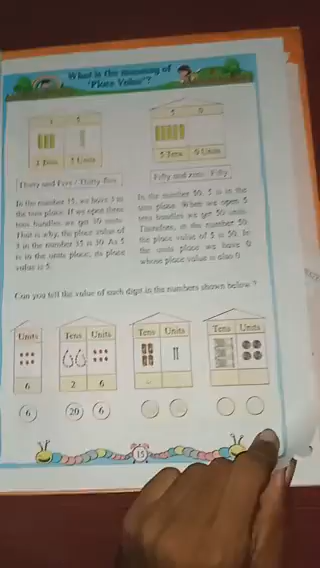 What is the meaning of
'Place Value'?
3 5
5 0
3 Tens 5 Units
5 Tens 0 Units
Thirty and Five / Thirty five
Fifty and zero / Fifty
In the number 35, we have 3 in
the tens place. If we open three
tens bundles we get 30 units.
That is why, the place value of
3 in the number 35 is 30. As 5
is in the units place, its place
value is 5.
In the number 50, 5 is in the
tens place. When we open 5
tens bundles we get 50 units.
Therefore, in the number 50
the place value of 5 is 50. In
the units place we have 0
whose place value is also 0.
Can you tell the value of each digit in the numbers shown below ?
Units
Tens Units
Tens Units
Tens Units
6
2 6
6
20 6
15